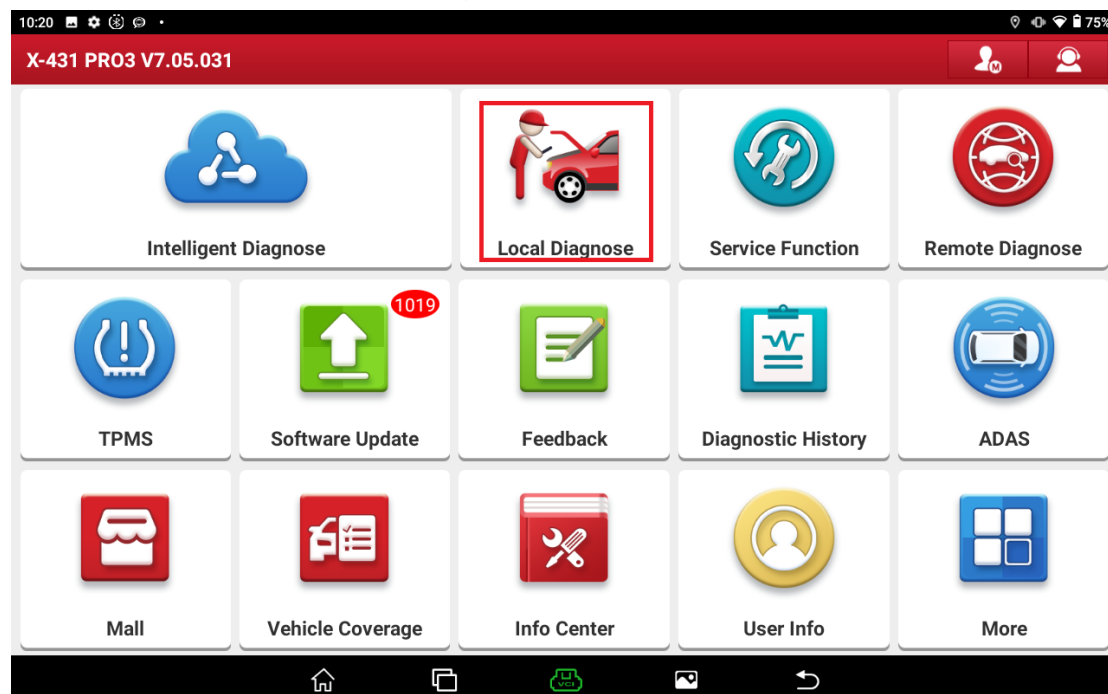 10:20 75%
X-431 PRO3 V7.05.031
M
Intelligent Diagnose
Local Diagnose
Service Function
Remote Diagnose
1019
TPMS
Software Update
Feedback
Diagnostic History
ADAS
Mall
Vehicle Coverage
Info Center
User Info
More
VCI